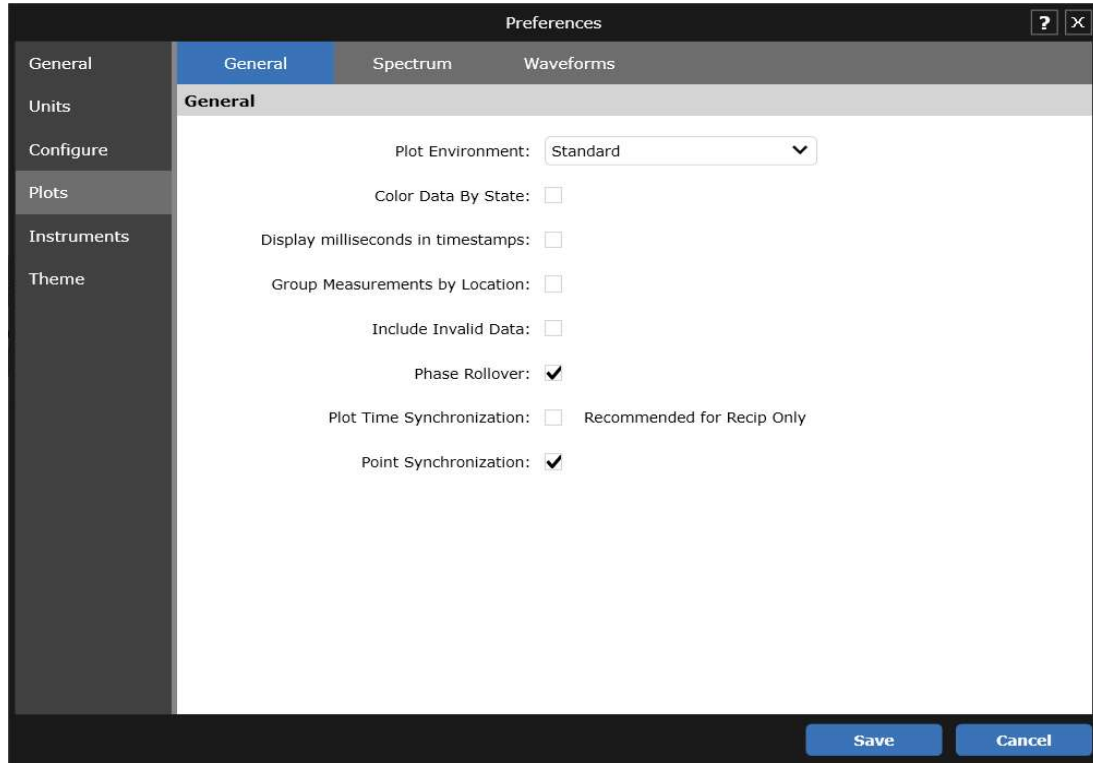 Preferences
? X
General
Units
Configure
Plots
Instruments
Theme
General Spectrum Waveforms
General
Plot Environment: Standard
Color Data By State:
Display milliseconds in timestamps:
Group Measurements by Location:
Include Invalid Data:
Phase Rollover:
Plot Time Synchronization: Recommended for Recip Only
Point Synchronization:
Save Cancel